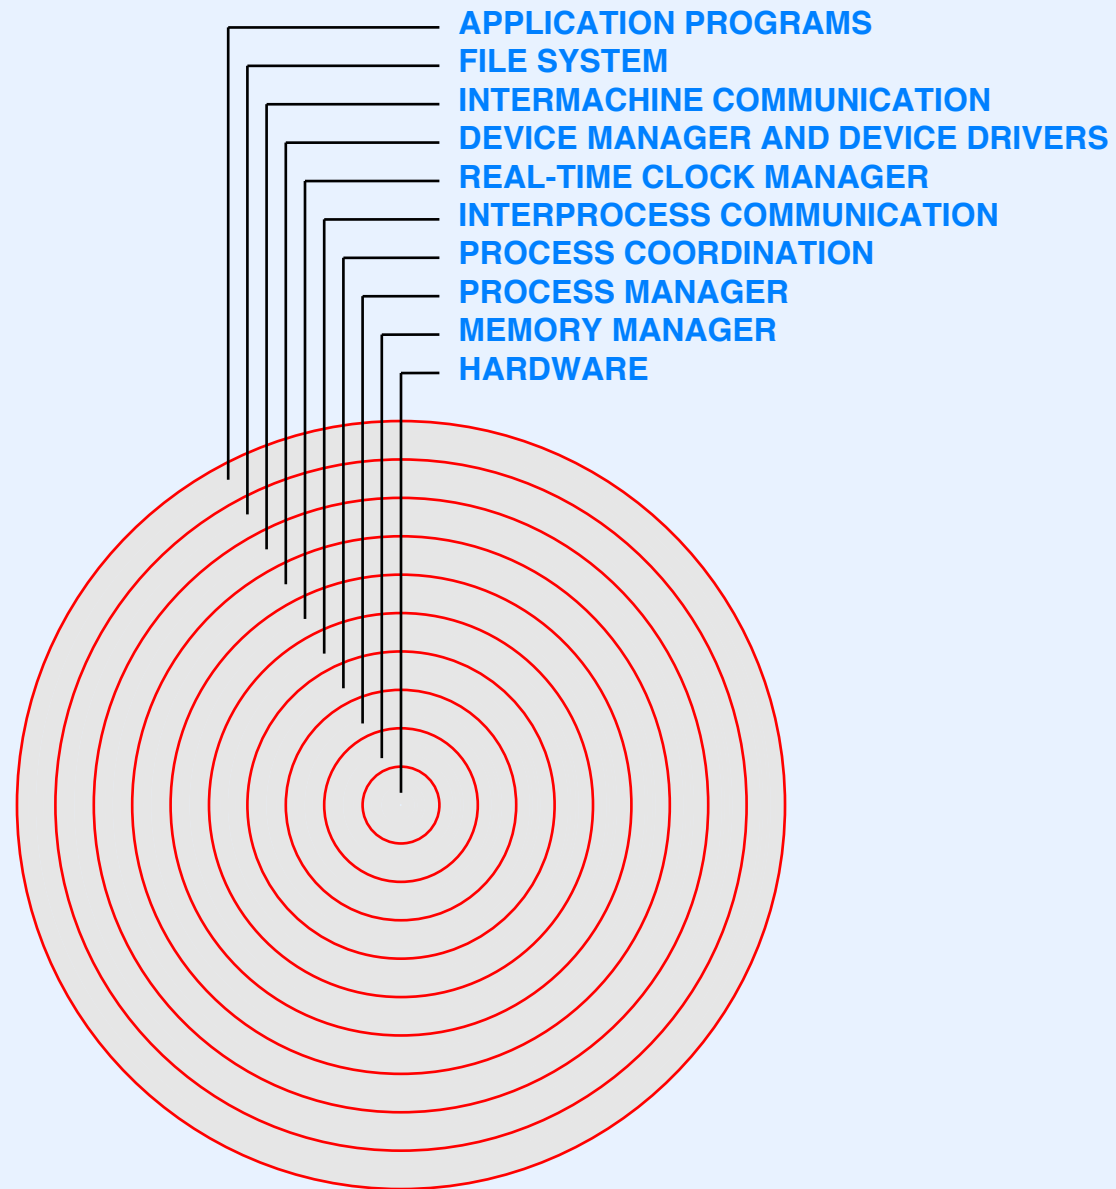 APPLICATION PROGRAMS
FILE SYSTEM
INTERMACHINE COMMUNICATION
DEVICE MANAGER AND DEVICE DRIVERS
REAL-TIME CLOCK MANAGER
INTERPROCESS COMMUNICATION
PROCESS COORDINATION
PROCESS MANAGER
MEMORY MANAGER
HARDWARE